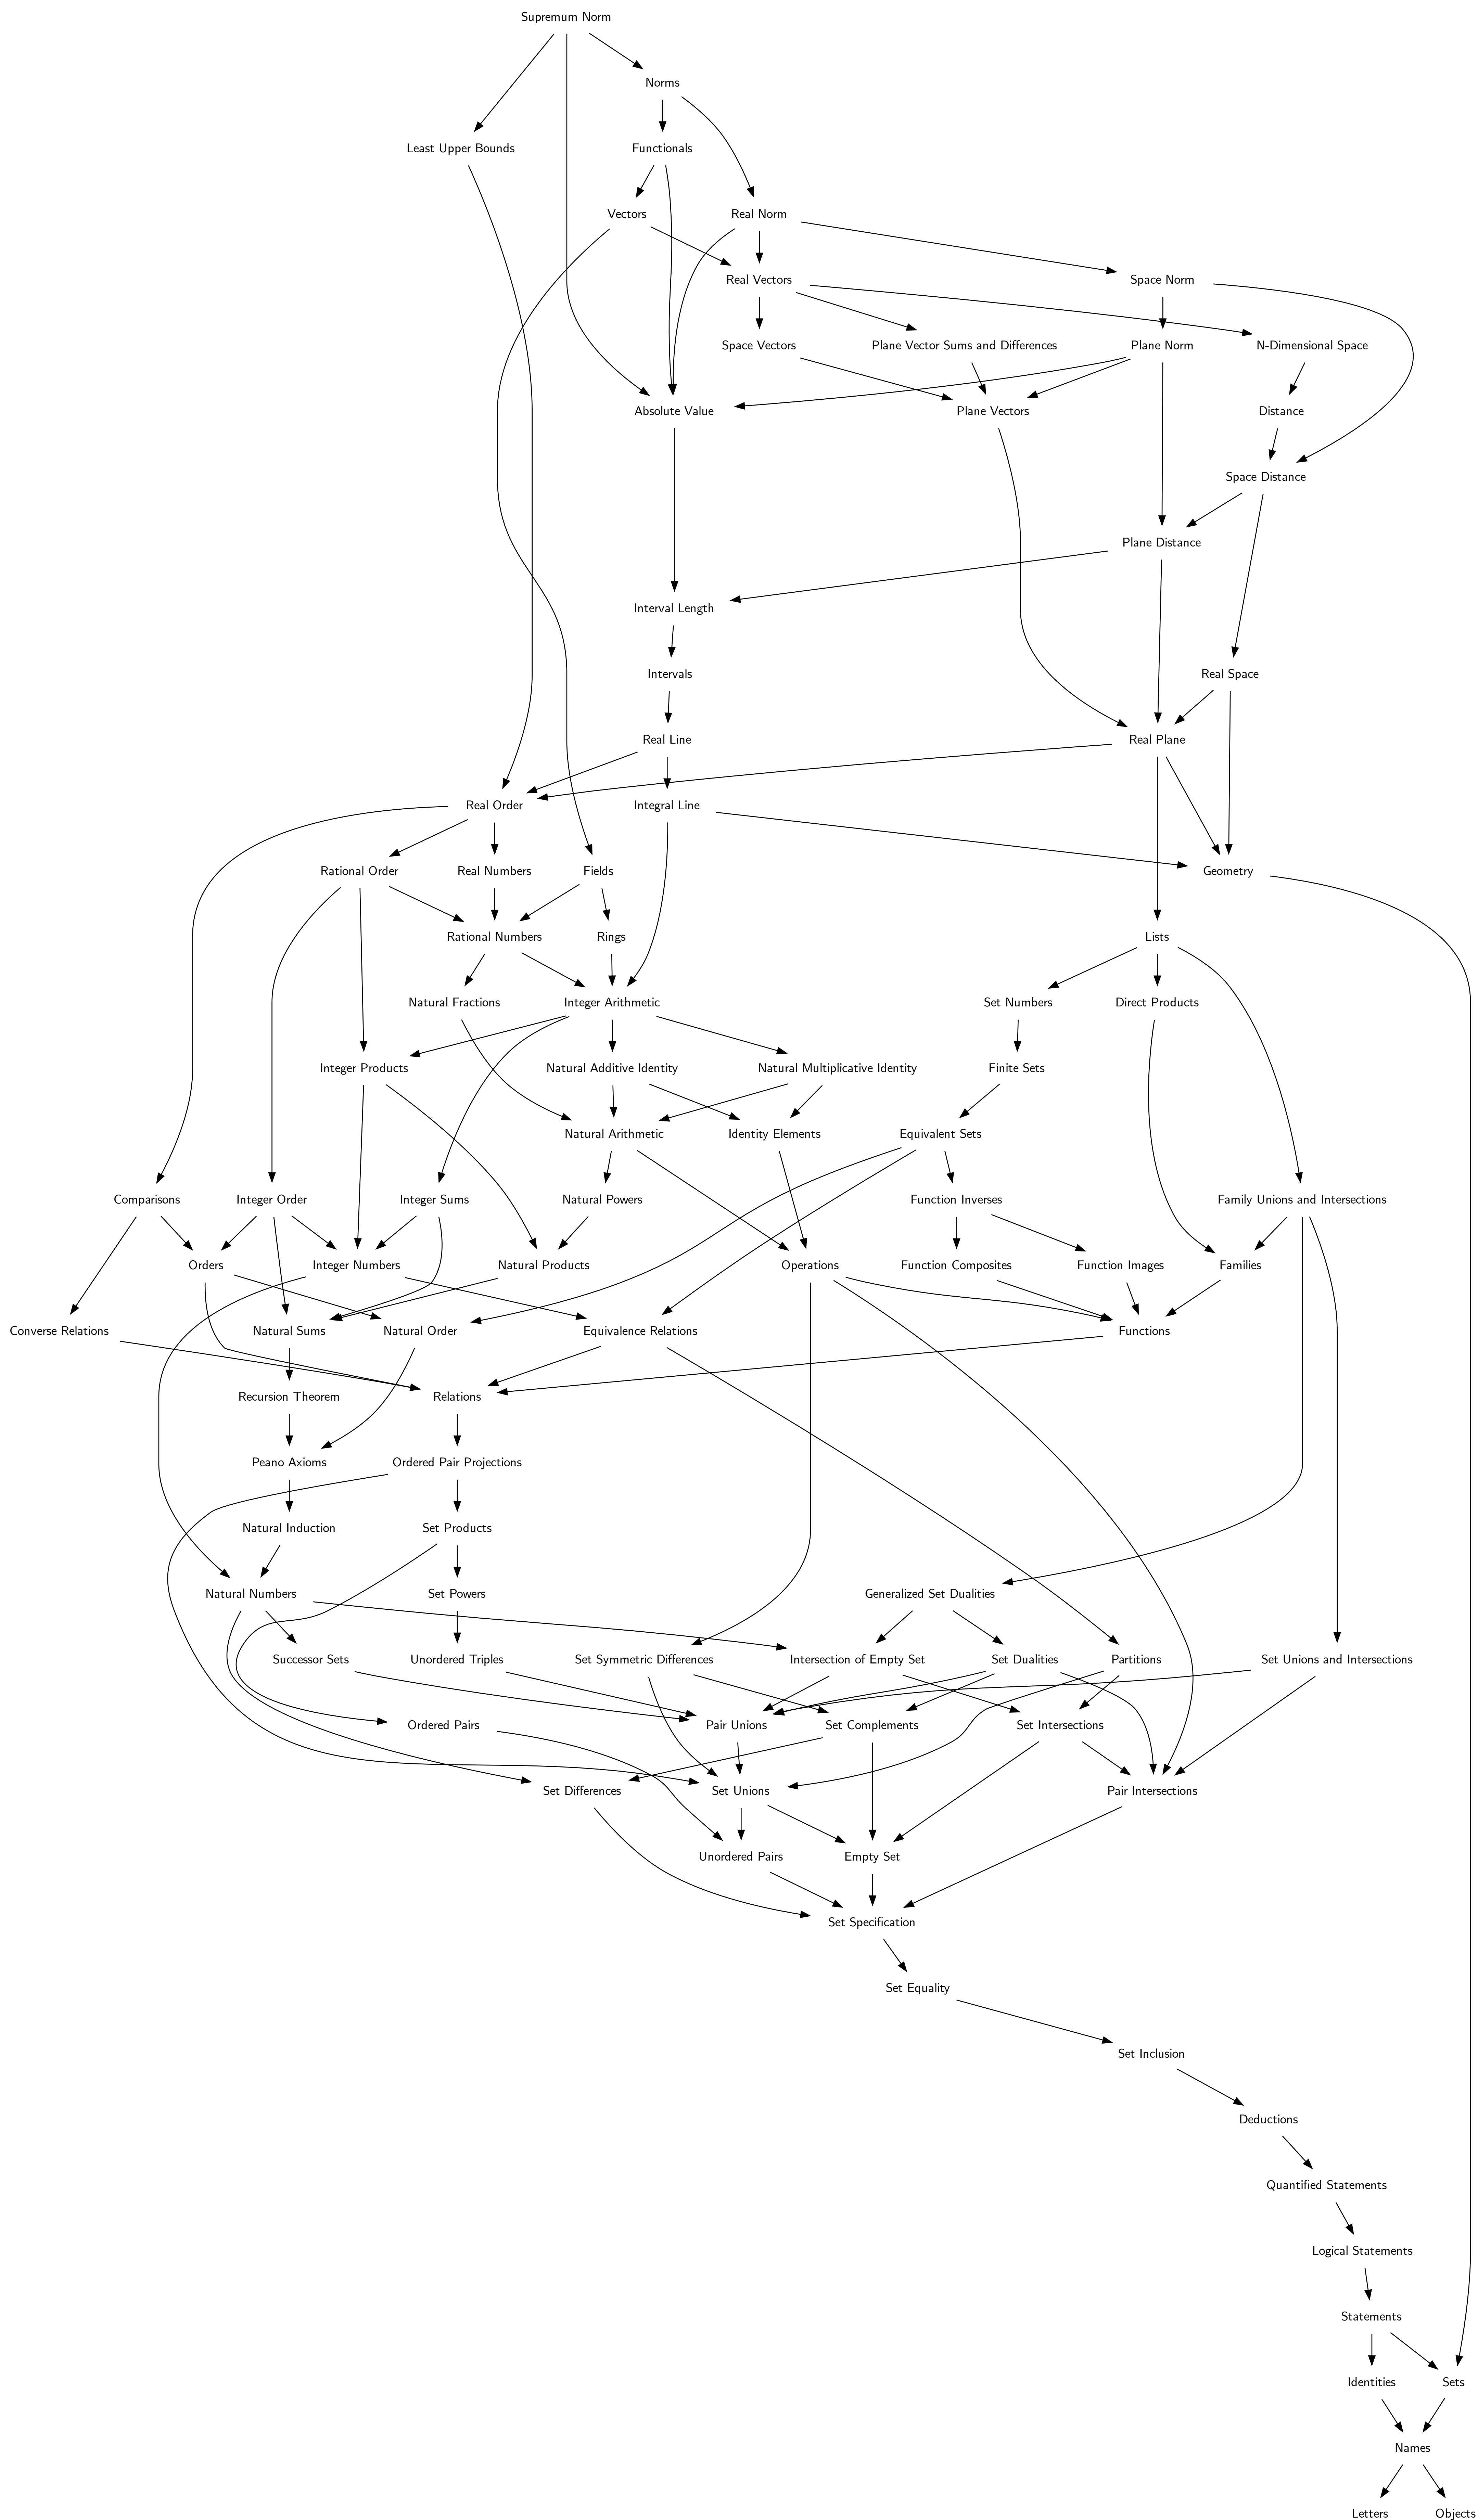 Supremum Norm
Norms
Least Upper Bounds
Functionals
Vectors
Real Norm
Real Vectors
Space Norm
Space Vectors
Plane Vector Sums and Differences
Plane Norm
N-Dimensional Space
Absolute Value
Plane Vectors
Distance
Space Distance
Plane Distance
Interval Length
Intervals
Real Space
Real Line
Real Plane
Real Order
Integral Line
Rational Order
Real Numbers
Fields
Geometry
Rational Numbers
Rings
Lists
Natural Fractions
Integer Arithmetic
Set Numbers
Direct Products
Integer Products
Natural Additive Identity
Natural Multiplicative Identity
Finite Sets
Natural Arithmetic
Identity Elements
Equivalent Sets
Comparisons
Integer Order
Integer Sums
Natural Powers
Function Inverses
Family Unions and Intersections
Orders
Integer Numbers
Natural Products
Operations
Function Composites
Function Images
Families
Converse Relations
Natural Sums
Natural Order
Equivalence Relations
Functions
Recursion Theorem
Relations
Peano Axioms
Ordered Pair Projections
Natural Induction
Set Products
Natural Numbers
Set Powers
Generalized Set Dualities
Successor Sets
Unordered Triples
Set Symmetric Differences
Intersection of Empty Set
Set Dualities
Partitions
Set Unions and Intersections
Ordered Pairs
Pair Unions
Set Complements
Set Intersections
Set Differences
Set Unions
Pair Intersections
Unordered Pairs
Empty Set
Set Specification
Set Equality
Set Inclusion
Deductions
Quantified Statements
Logical Statements
Statements
Identities
Sets
Names
Letters
Objects